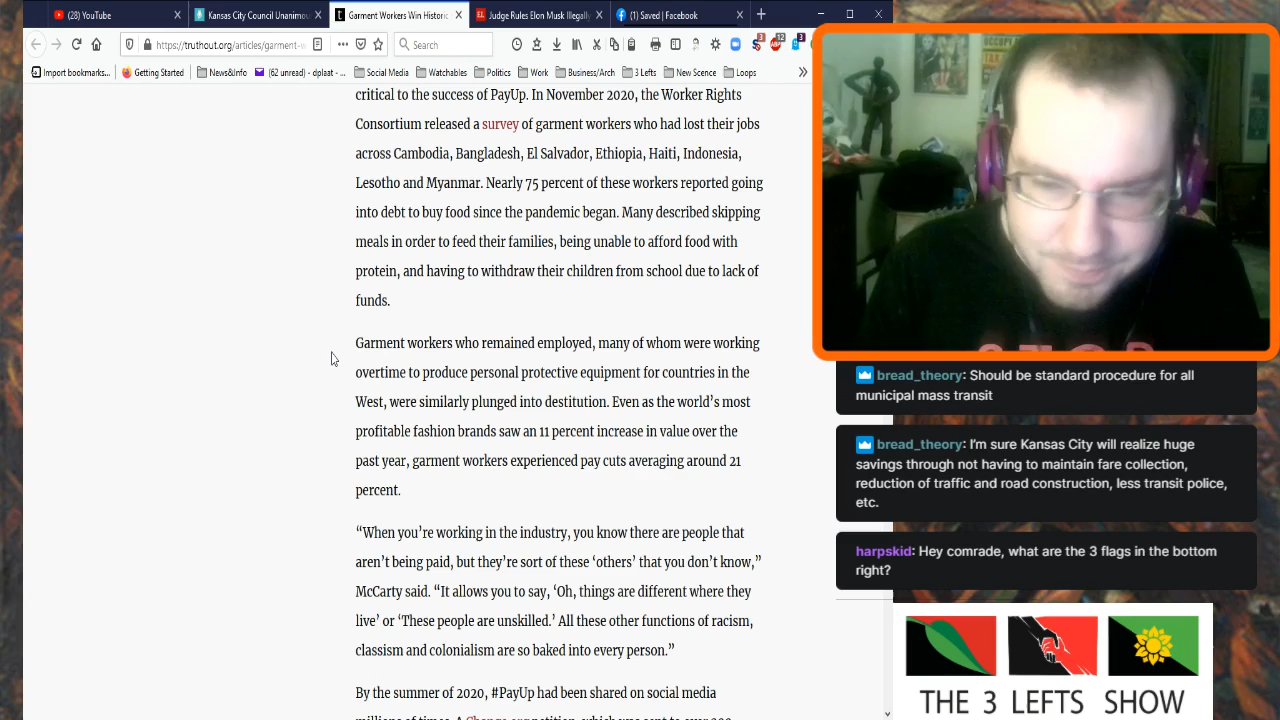 (28) YouTube
Kansas City Council Unanimou
Garment Workers Win Historic
Judge Rules Elon Musk Illegally
(1) Saved | Facebook
https://truthout.org/articles/garment-w
Search
Import bookmarks...
Getting Started
News&Info
(62 unread) - dplaat - ...
Social Media
Watchables
Politics
Work
Business/Arch
3 Lefts
New Scence
Loops
critical to the success of PayUp. In November 2020, the Worker Rights
Consortium released a survey of garment workers who had lost their jobs
across Cambodia, Bangladesh, El Salvador, Ethiopia, Haiti, Indonesia,
Lesotho and Myanmar. Nearly 75 percent of these workers reported going
into debt to buy food since the pandemic began. Many described skipping
meals in order to feed their families, being unable to afford food with
protein, and having to withdraw their children from school due to lack of
funds.
Garment workers who remained employed, many of whom were working
overtime to produce personal protective equipment for countries in the
West, were similarly plunged into destitution. Even as the world’s most
profitable fashion brands saw an 11 percent increase in value over the
past year, garment workers experienced pay cuts averaging around 21
percent.
“When you’re working in the industry, you know there are people that
aren’t being paid, but they’re sort of these ‘others’ that you don’t know,”
McCarty said. “It allows you to say, ‘Oh, things are different where they
live’ or ‘These people are unskilled.’ All these other functions of racism,
classism and colonialism are so baked into every person.”
By the summer of 2020, #PayUp had been shared on social media
bread_theory: Should be standard procedure for all
municipal mass transit
bread_theory: I’m sure Kansas City will realize huge
savings through not having to maintain fare collection,
reduction of traffic and road construction, less transit police,
etc.
harpskid: Hey comrade, what are the 3 flags in the bottom
right?
THE 3 LEFTS SHOW